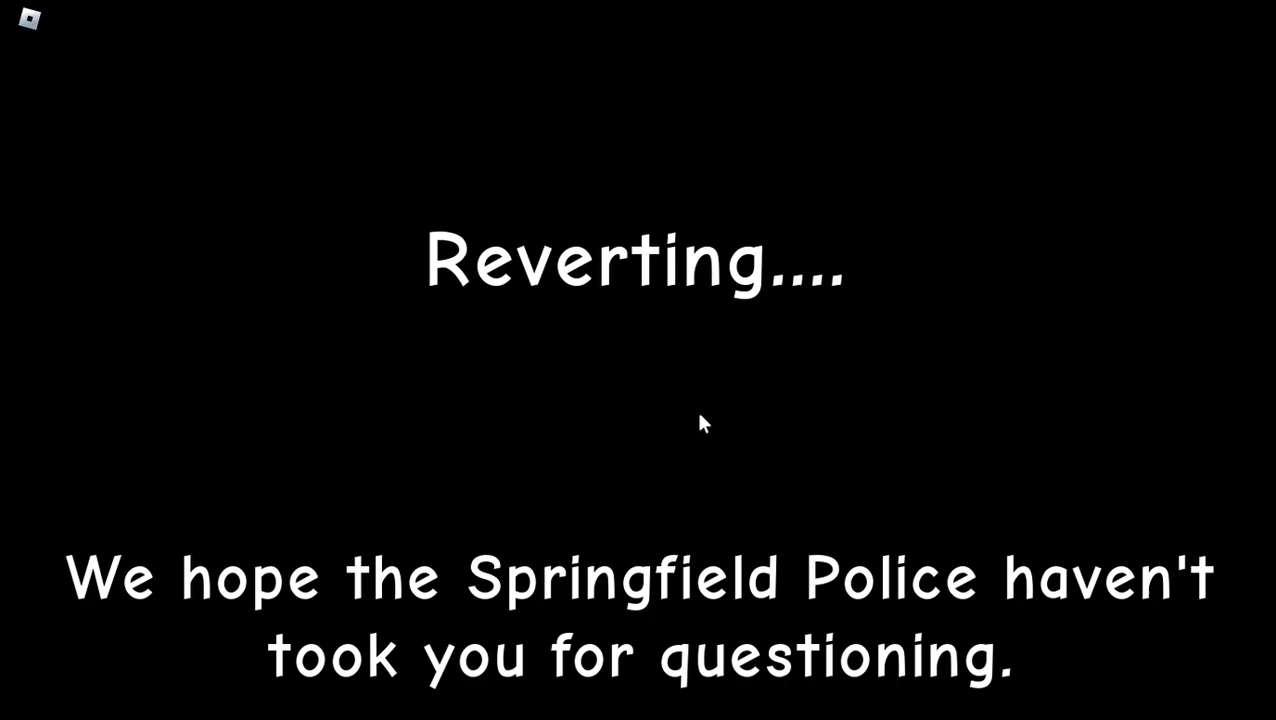 Reverting....
We hope the Springfield Police haven't
took you for questioning.